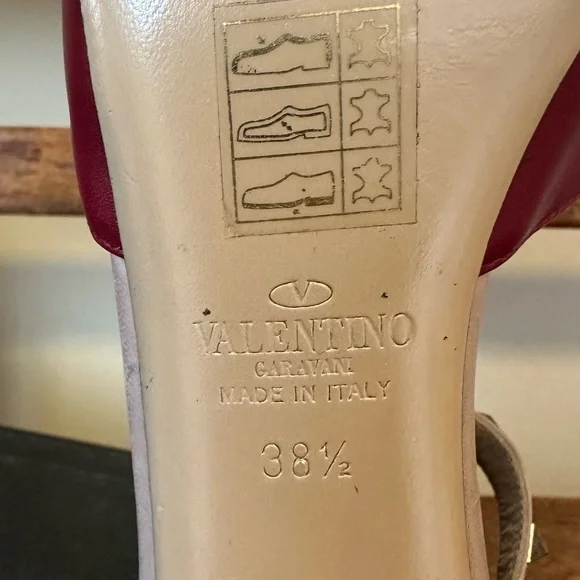 V
VALENTINO
GARAVANI
MADE IN ITALY
38½